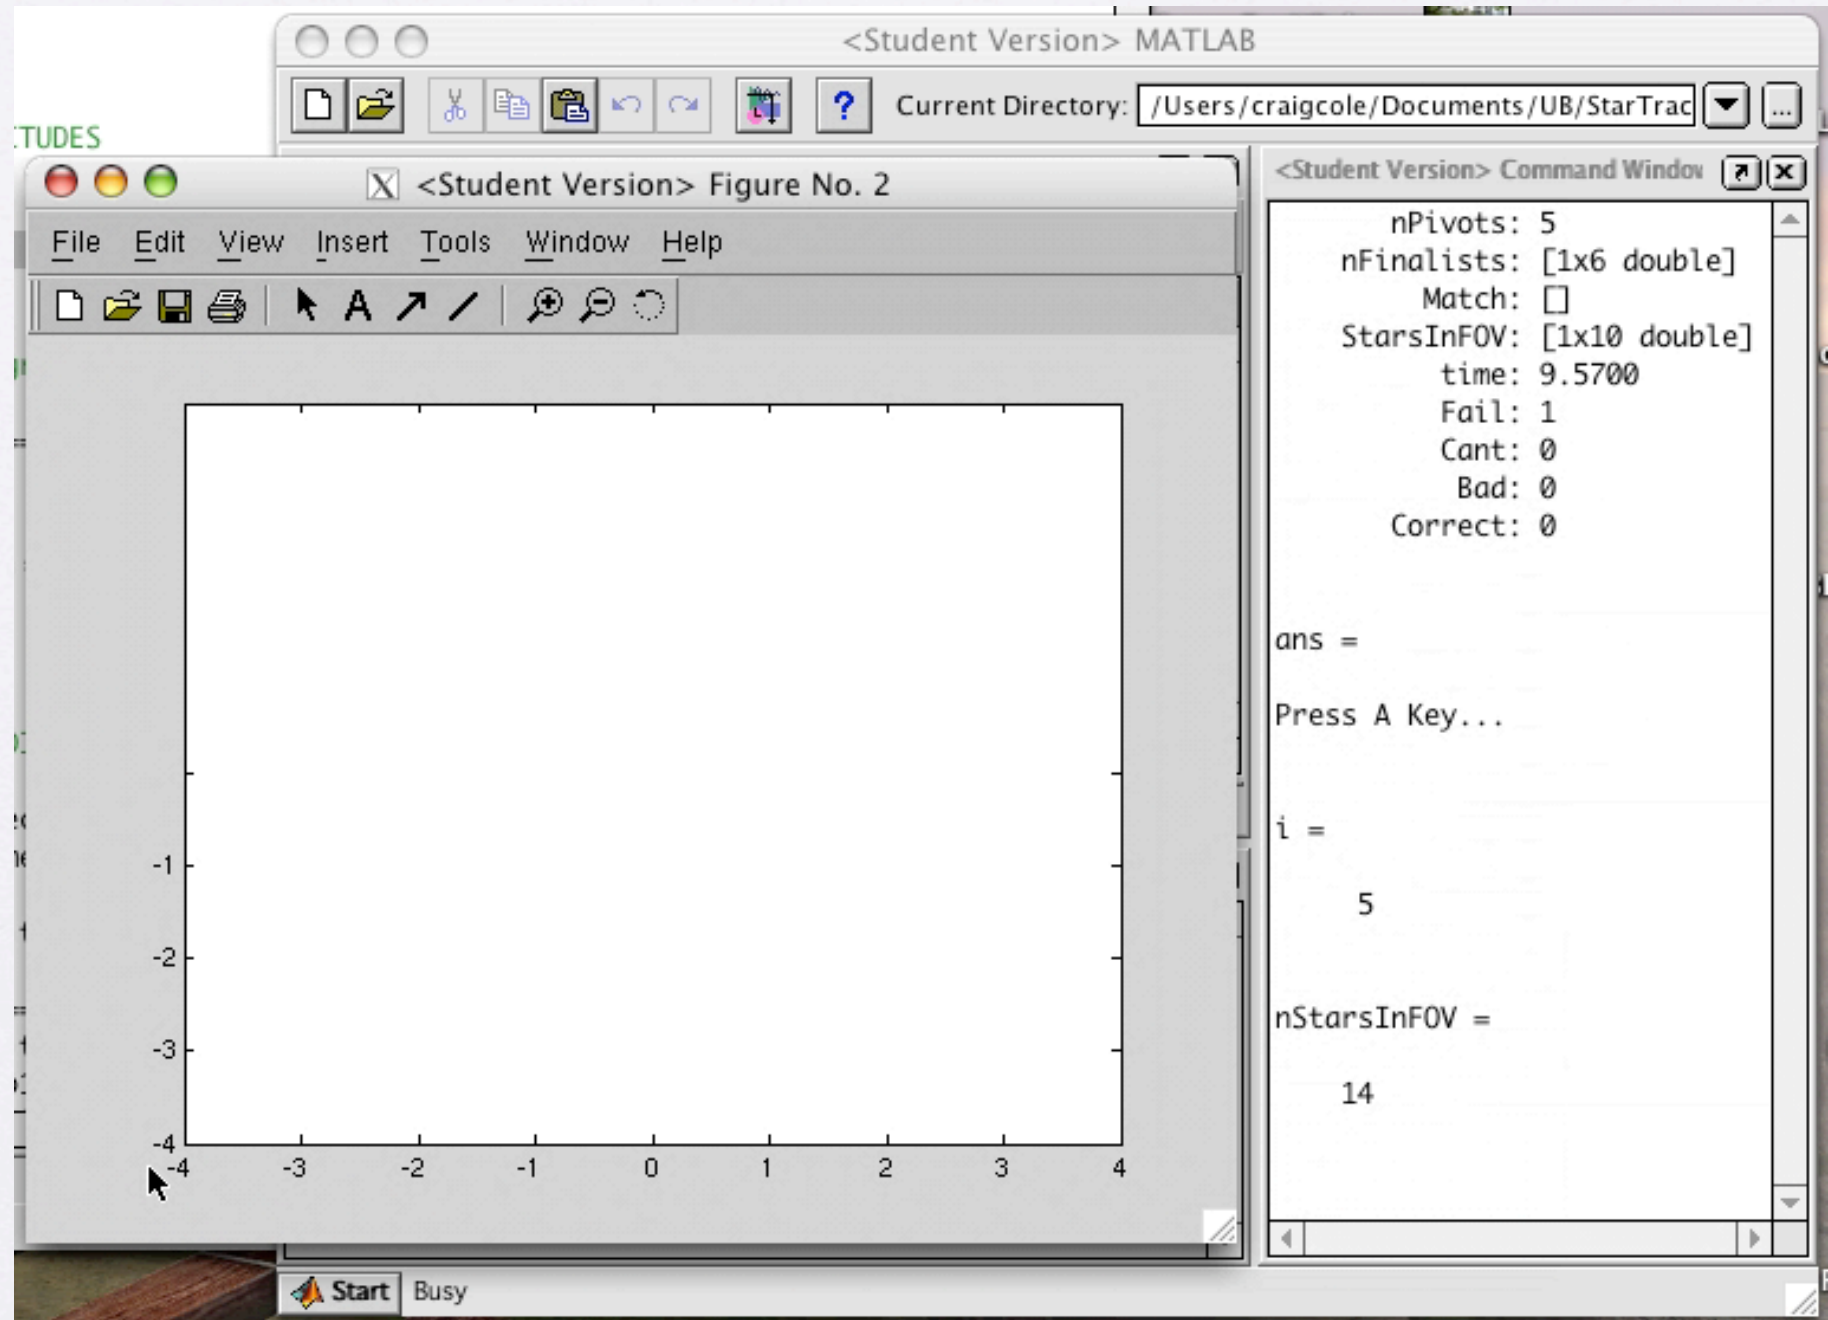 <Student Version> MATLAB
Current Directory: /Users/craigcole/Documents/UB/StarTrac
...
TUDES
<Student Version> Figure No. 2
File Edit View Insert Tools Window Help
-1
-2
-3
-4
-4 -3 -2 -1 0 1 2 3 4
<Student Version> Command Window
nPivots: 5
nFinalists: [1x6 double]
Match: []
StarsInFOV: [1x10 double]
time: 9.5700
Fail: 1
Cant: 0
Bad: 0
Correct: 0
ans =
Press A Key...
i =
5
nStarsInFOV =
14
Start Busy